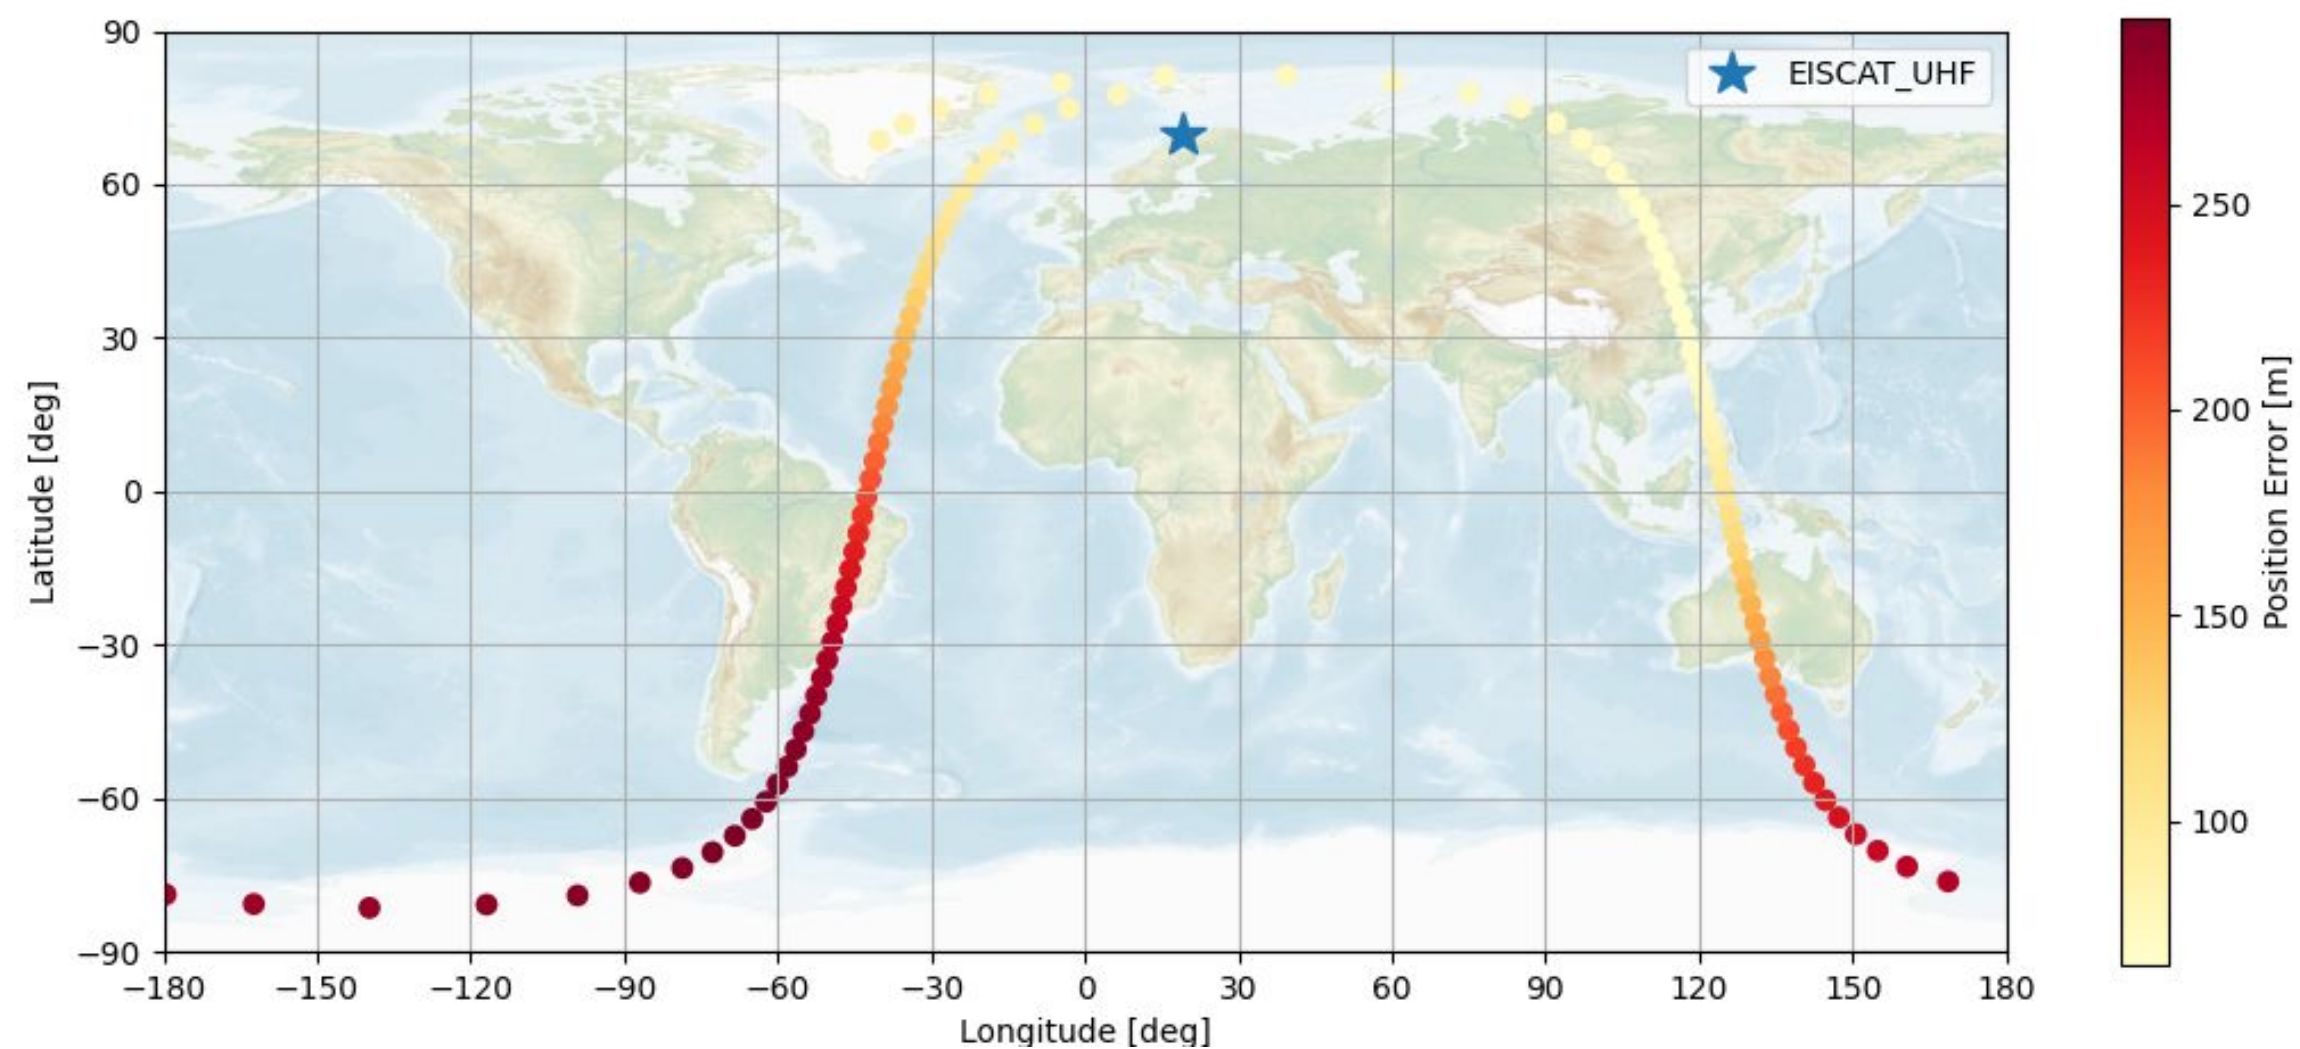 EISCAT_UHF
90
60
30
0
−30
−60
−90
Latitude [deg]
−180 −150 −120 −90 −60 −30 0 30 60 90 120 150 180
Longitude [deg]
250
200
150
100
Position Error [m]